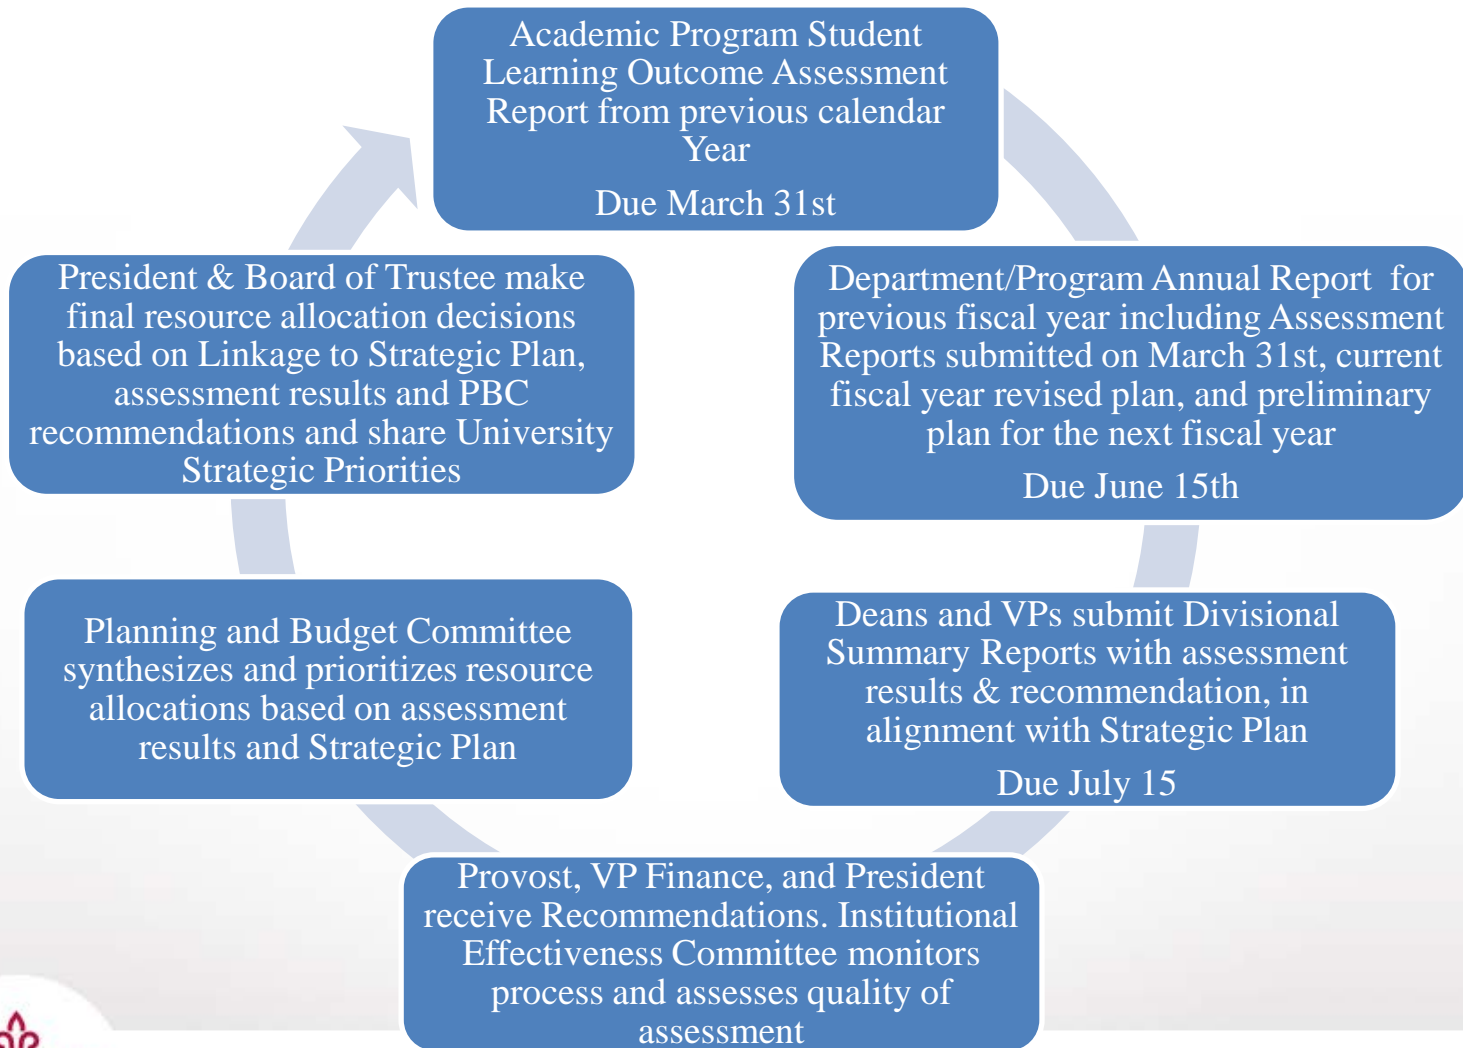 Academic Program Student
Learning Outcome Assessment
Report from previous calendar
Year
Due March 31st
Department/Program Annual Report for
previous fiscal year including Assessment
Reports submitted on March 31st, current
fiscal year revised plan, and preliminary
plan for the next fiscal year
Due June 15th
Deans and VPs submit Divisional
Summary Reports with assessment
results & recommendation, in
alignment with Strategic Plan
Due July 15
Provost, VP Finance, and President
receive Recommendations. Institutional
Effectiveness Committee monitors
process and assesses quality of
assessment
Planning and Budget Committee
synthesizes and prioritizes resource
allocations based on assessment
results and Strategic Plan
President & Board of Trustee make
final resource allocation decisions
based on Linkage to Strategic Plan,
assessment results and PBC
recommendations and share University
Strategic Priorities